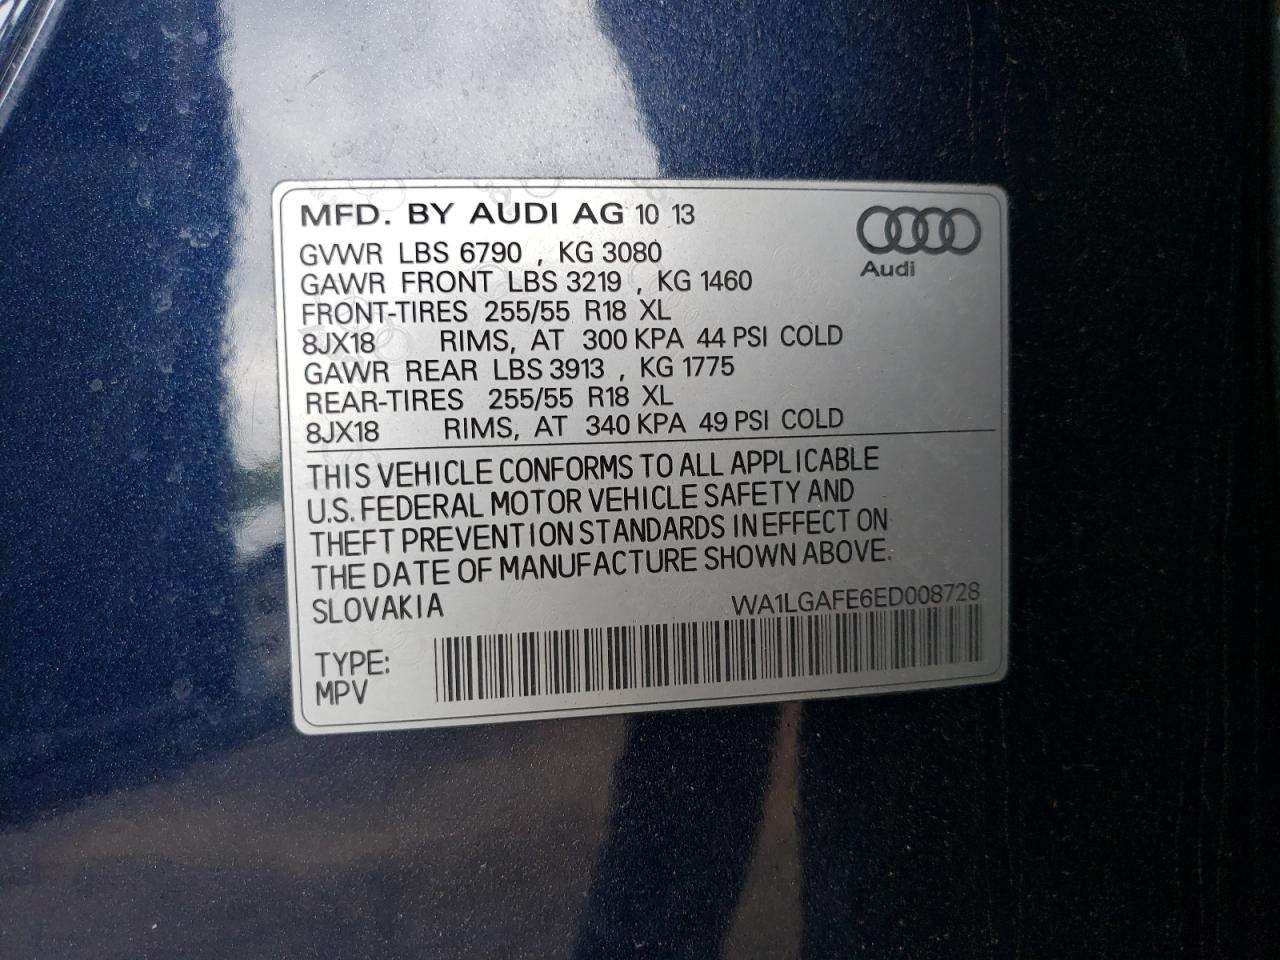 MFD. BY AUDI AG 10 13
GVWR LBS 6790 , KG 3080
GAWR FRONT LBS 3219 , KG 1460
FRONT-TIRES 255/55 R18 XL
8JX18 RIMS, AT 300 KPA 44 PSI COLD
GAWR REAR LBS 3913 , KG 1775
REAR-TIRES 255/55 R18 XL
8JX18 RIMS, AT 340 KPA 49 PSI COLD
Audi
THIS VEHICLE CONFORMS TO ALL APPLICABLE
U.S. FEDERAL MOTOR VEHICLE SAFETY AND
THEFT PREVENTION STANDARDS IN EFFECT ON
THE DATE OF MANUFACTURE SHOWN ABOVE.
SLOVAKIA WA1LGAFE6ED008728
TYPE:
MPV